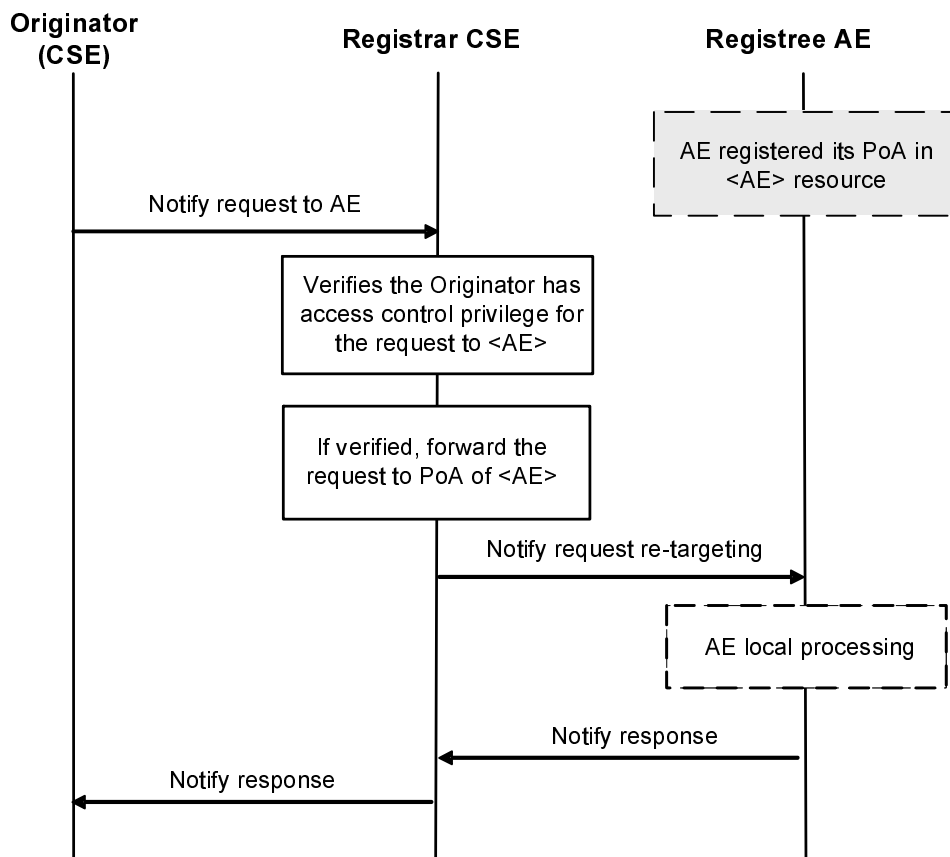 Originator
(CSE)
Registrar CSE
Registree AE
AE registered its PoA in
<AE> resource
Notify request to AE
Verifies the Originator has
access control privilege for
the request to <AE>
If verified, forward the
request to PoA of <AE>
Notify request re-targeting
AE local processing
Notify response
Notify response